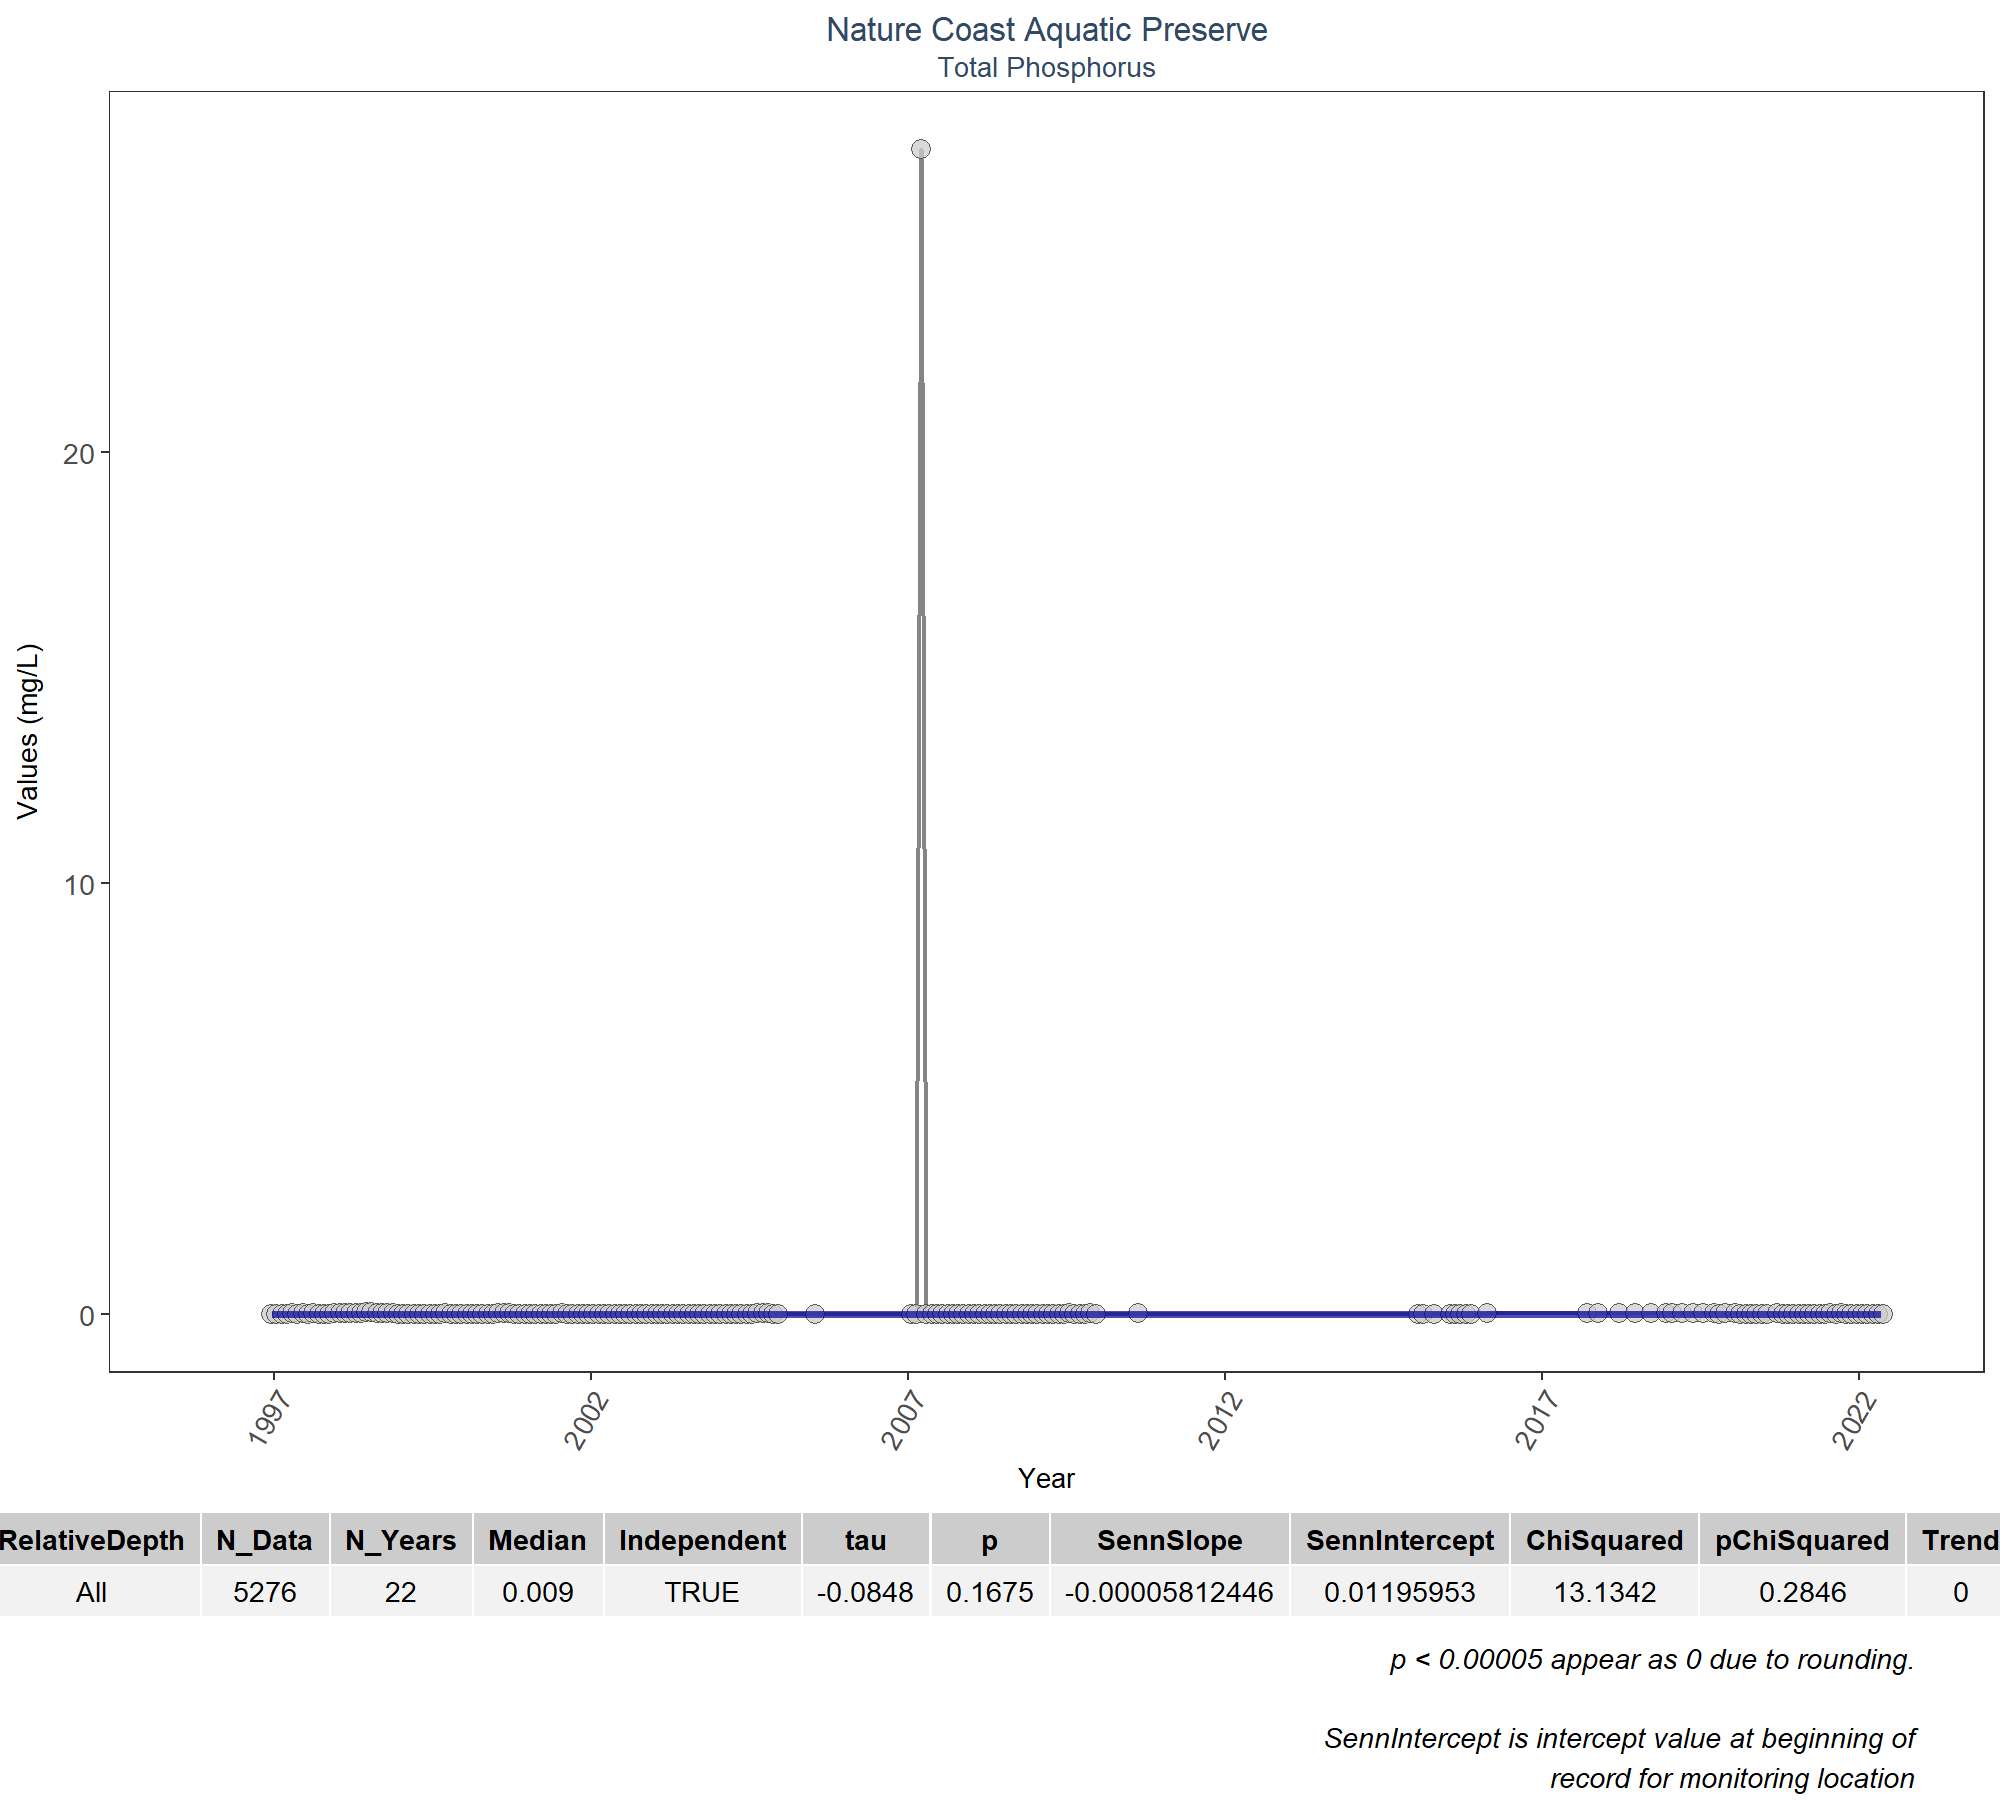 Nature Coast Aquatic Preserve
Total Phosphorus
Values (mg/L)
20
10
0
1997 2002 2007 2012 2017 2022
Year
RelativeDepth N_Data N_Years Median Independent tau p SennSlope SennIntercept ChiSquared pChiSquared Trend
All 5276 22 0.009 TRUE -0.0848 0.1675 -0.00005812446 0.01195953 13.1342 0.2846 0
p < 0.00005 appear as 0 due to rounding.
SennIntercept is intercept value at beginning of
record for monitoring location